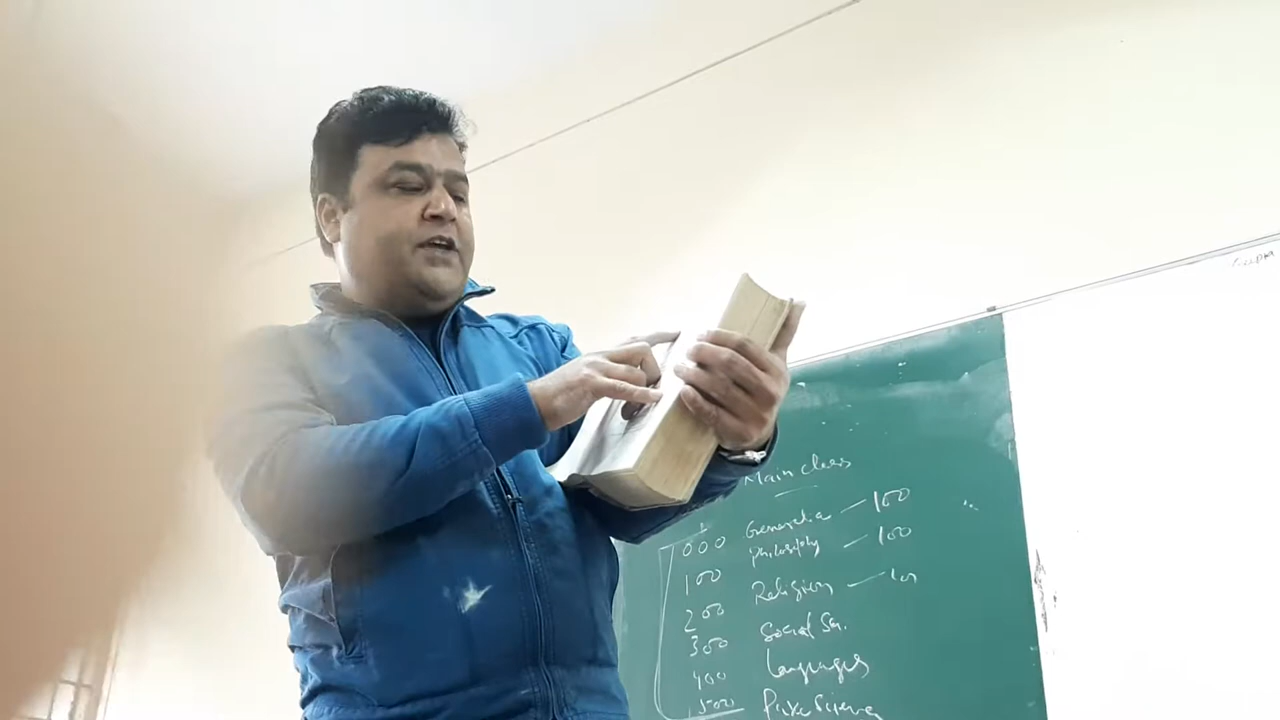 Main class
000 Generalia — 100
100 Philosophy — 100
200 Religion — 100
300 Social Sc.
400 Languages
500 Pure Science